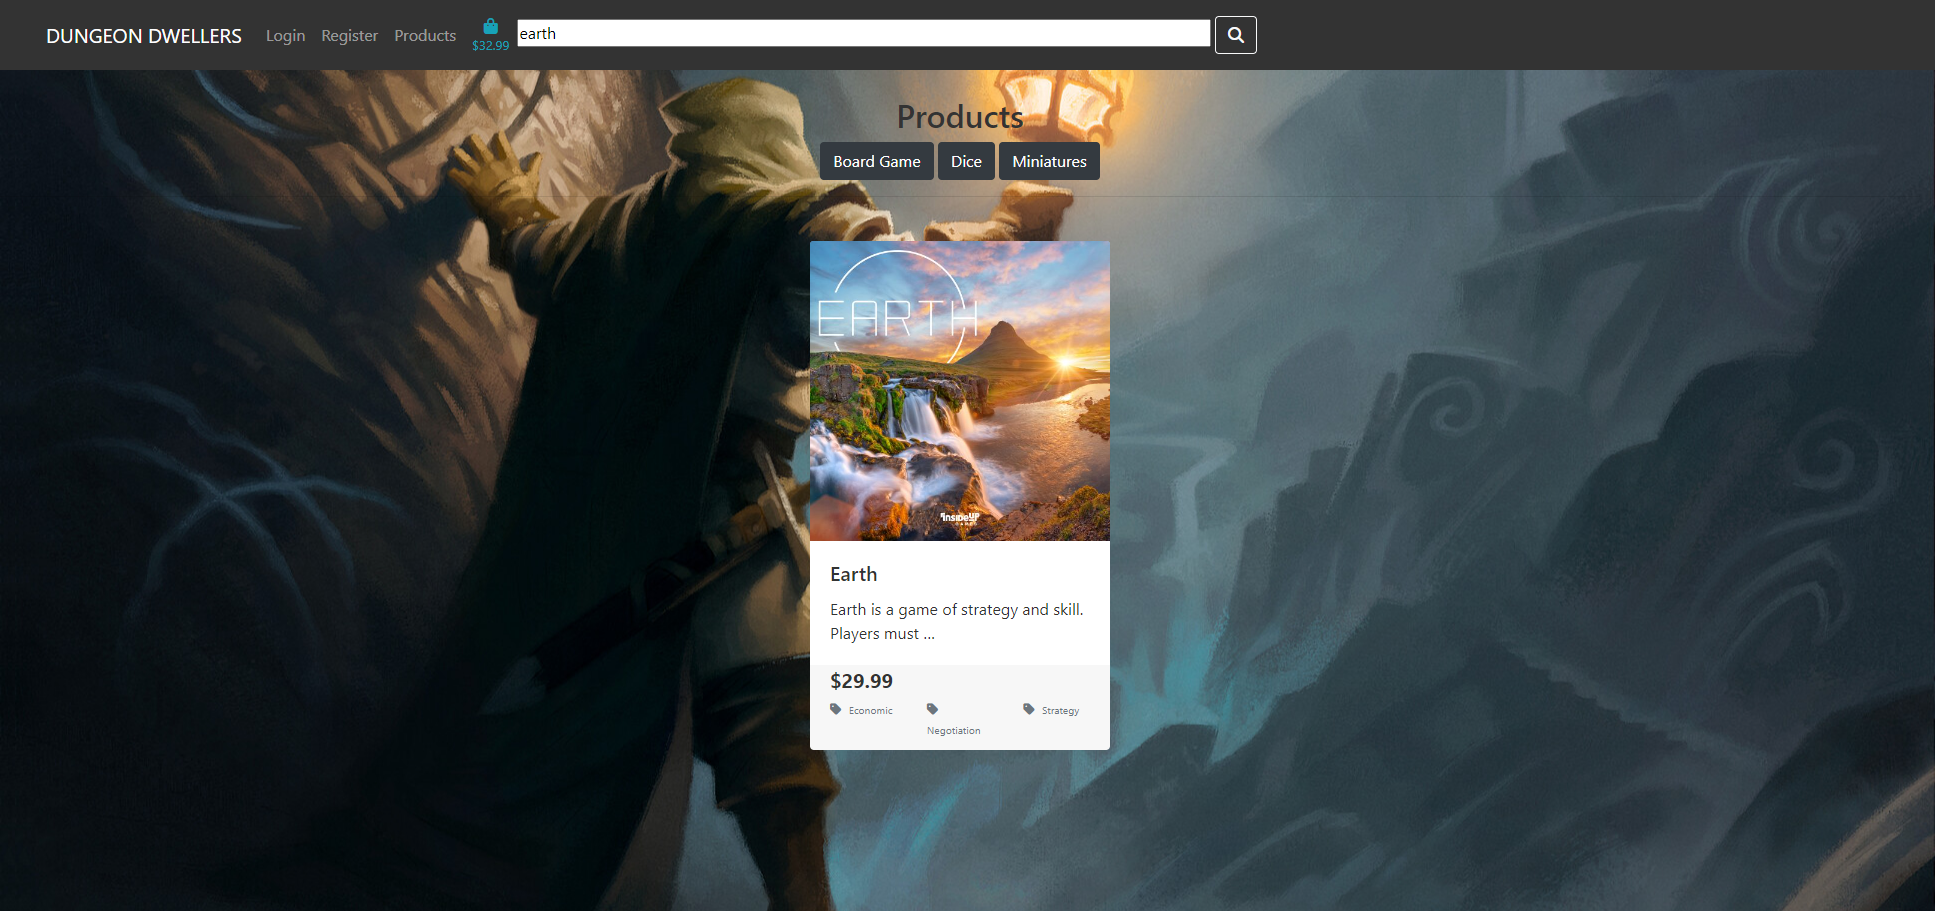 DUNGEON DWELLERS Login Register Products $32.99 earth
Products
Board Game Dice Miniatures
EARTH
INSIDE UP
GAMES
Earth
Earth is a game of strategy and skill.
Players must ...
$29.99
Economic Negotiation Strategy